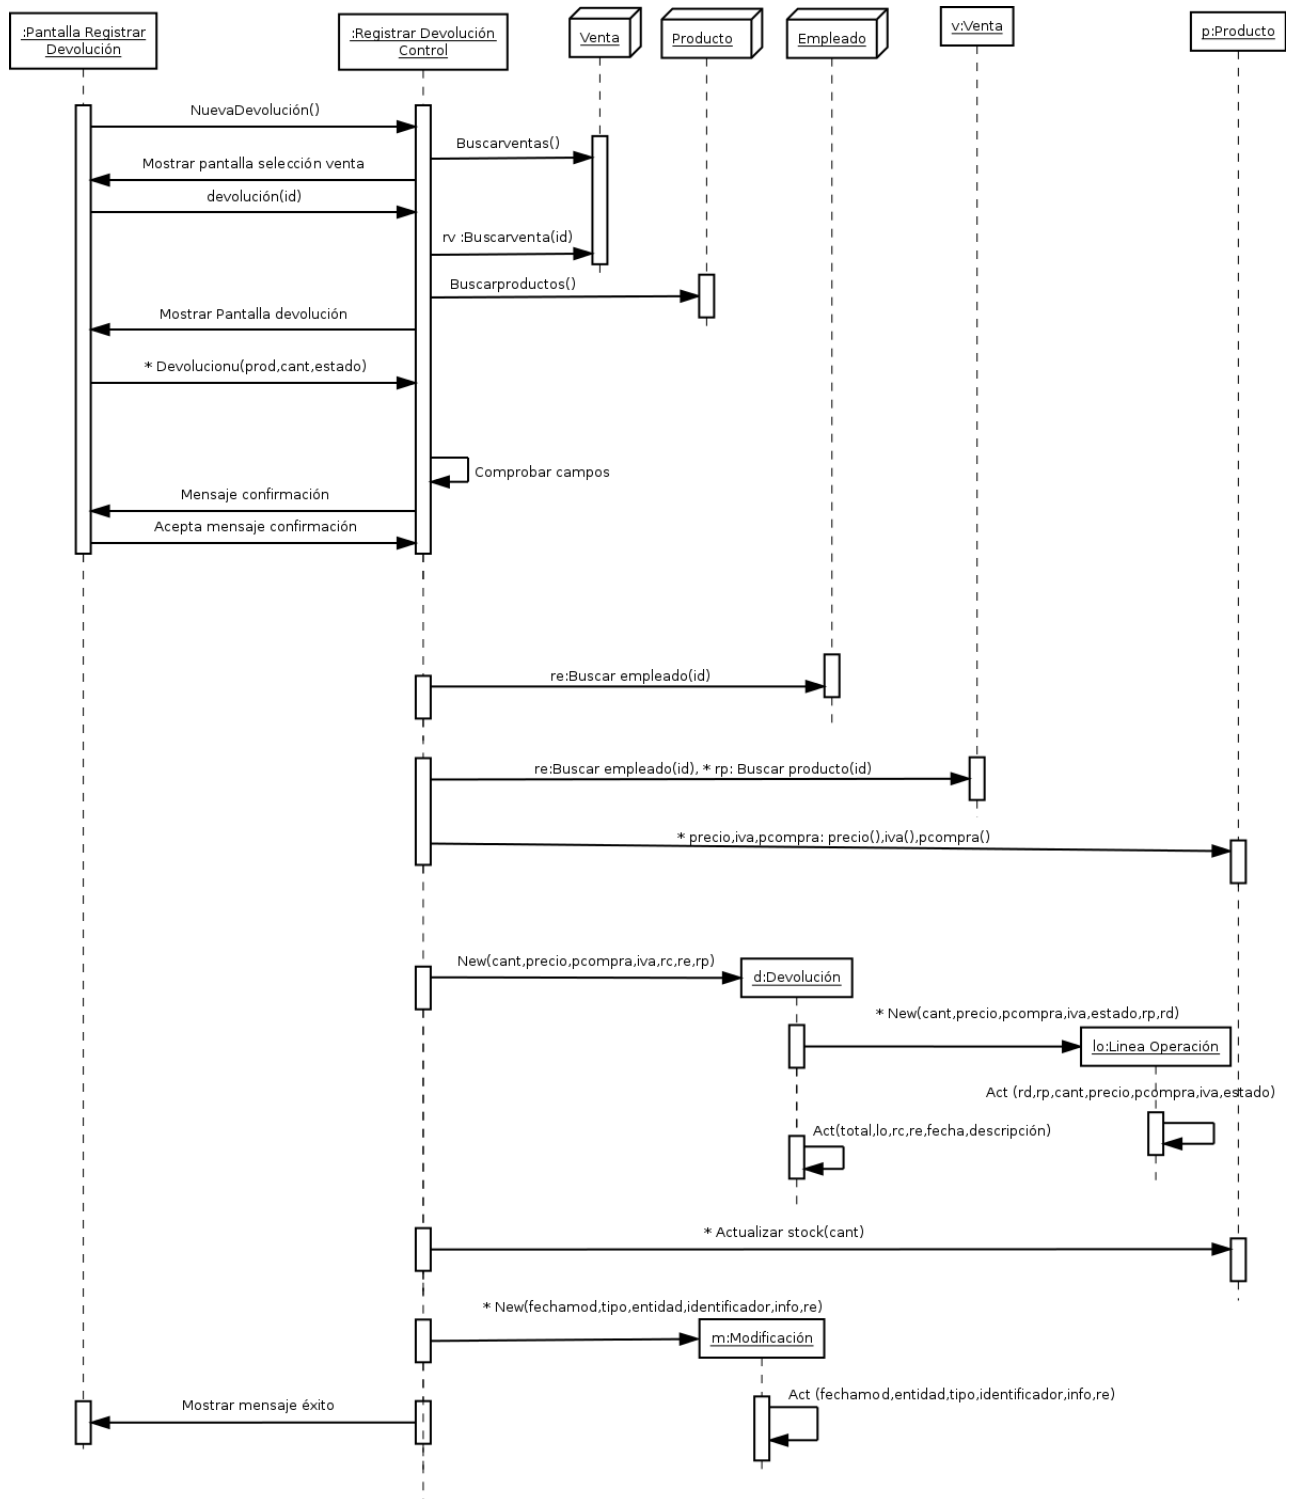 :Pantalla Registrar
Devolución
:Registrar Devolución
Control
Venta
Producto
Empleado
v:Venta
p:Producto
NuevaDevolución()
Buscarventas()
Mostrar pantalla selección venta
devolución(id)
rv :Buscarventa(id)
Buscarproductos()
Mostrar Pantalla devolución
* Devolucionu(prod,cant,estado)
Comprobar campos
Mensaje confirmación
Acepta mensaje confirmación
re:Buscar empleado(id)
re:Buscar empleado(id), * rp: Buscar producto(id)
* precio,iva,pcompra: precio(),iva(),pcompra()
New(cant,precio,pcompra,iva,rc,re,rp)
d:Devolución
* New(cant,precio,pcompra,iva,estado,rp,rd)
lo:Linea Operación
Act (rd,rp,cant,precio,pcompra,iva,estado)
Act(total,lo,rc,re,fecha,descripción)
* Actualizar stock(cant)
* New(fechamod,tipo,entidad,identificador,info,re)
m:Modificación
Act (fechamod,entidad,tipo,identificador,info,re)
Mostrar mensaje éxito